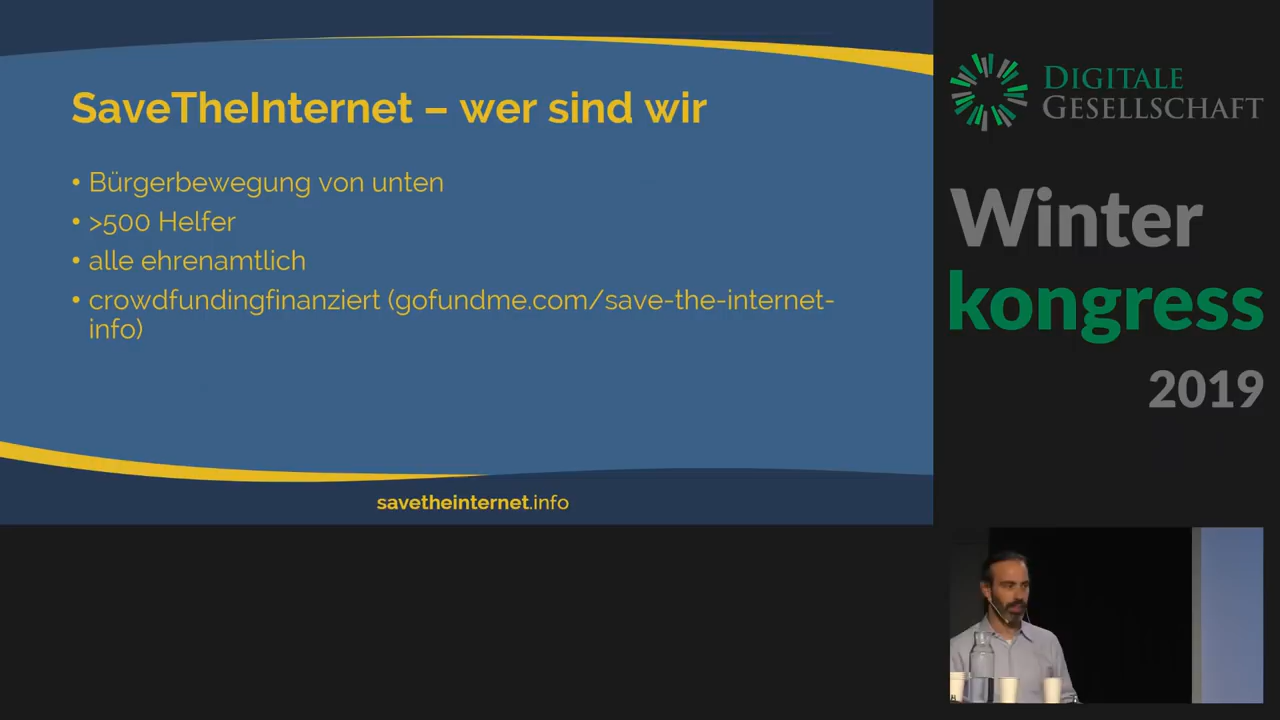 SaveTheInternet – wer sind wir
• Bürgerbewegung von unten
• >500 Helfer
• alle ehrenamtlich
• crowdfundingfinanziert (gofundme.com/save-the-internet-
info)
savetheinternet.info
DIGITALE
GESELLSCHAFT
Winter
kongress
2019